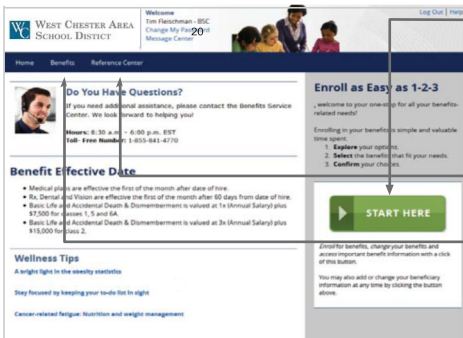 WEST CHESTER AREA
SCHOOL DISTICT
Welcome
Tim Fleischman - BSC
Change My Password
20
Message Center
Log Out | Help
Home Benefits Reference Center
Do You Have Questions?
If you need additional assistance, please contact the Benefits Service
Center. We look forward to helping you!
Hours: 8:30 a.m. - 6:00 p.m. EST
Toll- Free Number: 1-855-841-4770
Benefit Effective Date
• Medical plans are effective the first of the month after date of hire.
• Rx, Dental and Vision are effective the first of the month after 60 days from date of hire.
• Basic Life and Accidental Death & Dismemberment is valued at 1x (Annual Salary) plus
$7,500 for classes 1, 5 and 6A.
• Basic Life and Accidental Death & Dismemberment is valued at 3x (Annual Salary) plus
$15,000 for class 2.
Wellness Tips
A bright light in the obesity statistics
Stay focused by keeping your to-do list in sight
Cancer-related fatigue: Nutrition and weight management
Enroll as Easy as 1-2-3
, welcome to your one-stop for all your benefits-
related needs!
Enrolling in your benefits is simple and valuable
time spent.
1. Explore your options.
2. Select the benefits that fit your needs.
3. Confirm your choices.
START HERE
Enroll for benefits, change your benefits and
access important benefit information with a click
of this button.
You may also add or change your beneficiary
information at any time by clicking the button
above.